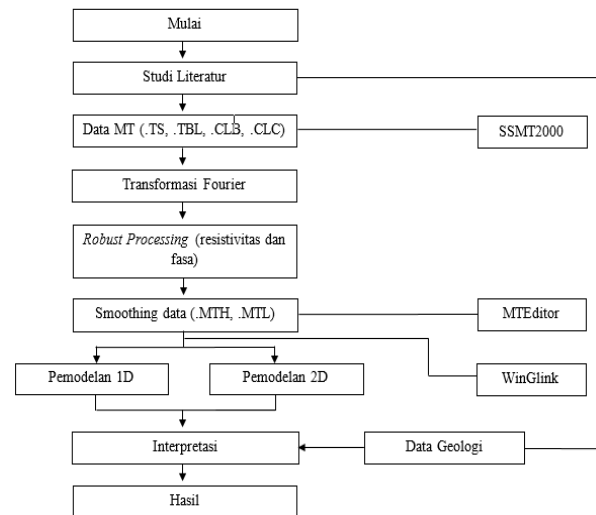 Mulai
Studi Literatur
Data MT (.TS, .TBL, .CLB, .CLC)
SSMT2000
Transformasi Fourier
Robust Processing (resistivitas dan
fasa)
Smoothing data (.MTH, .MTL)
MTEditor
Pemodelan 1D
Pemodelan 2D
WinGlink
Interpretasi
Data Geologi
Hasil